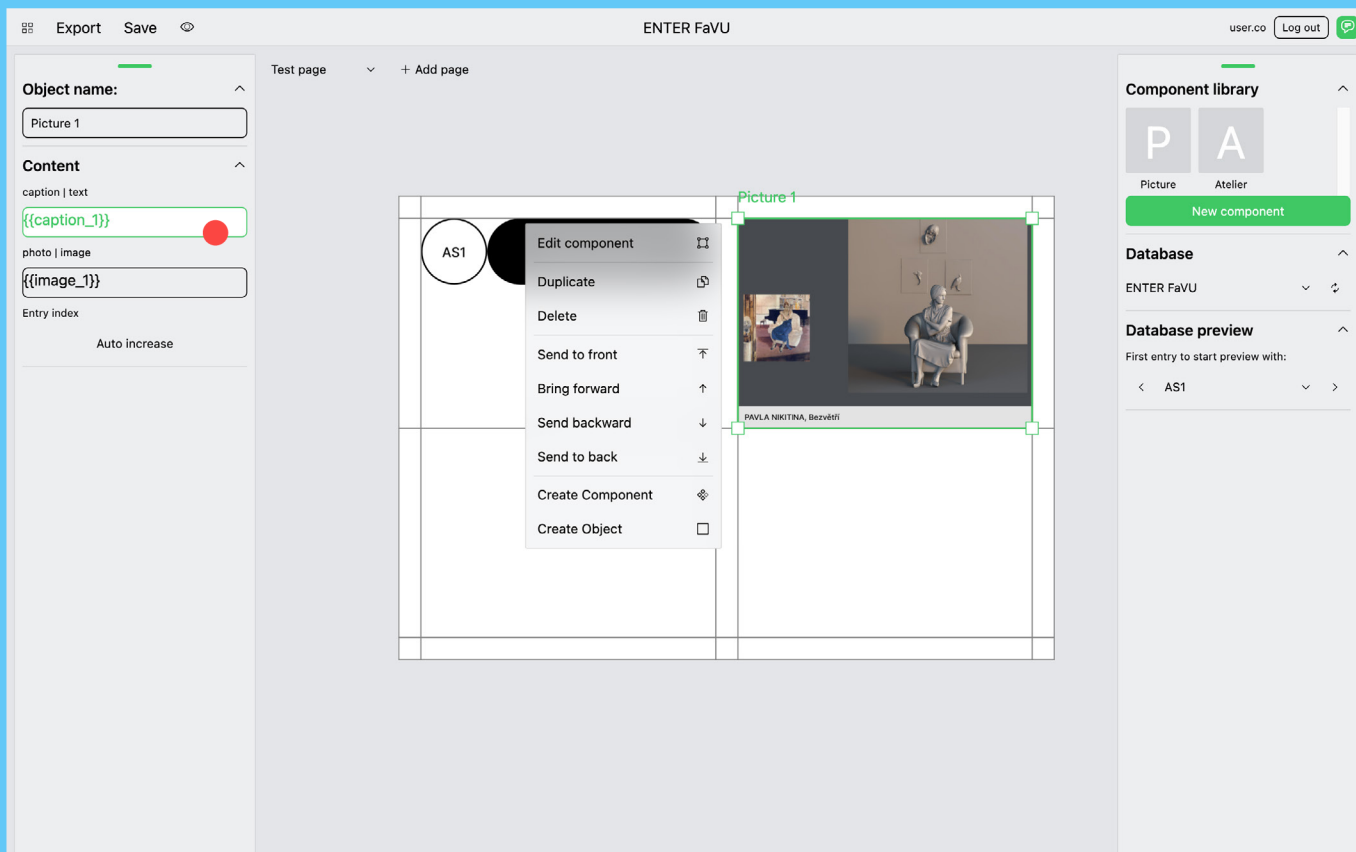 Export Save ENTER FaVU user.co Log out
Test page + Add page
Object name:
Picture 1
Content
caption | text
{{caption_1}}
photo | image
{{image_1}}
Entry index
Auto increase
Picture 1
AS1
Edit component
Duplicate
Delete
Send to front
Bring forward
Send backward
Send to back
Create Component
Create Object
PAVLA NIKITINA, Bezvětří
Component library
P A
Picture Atelier
New component
Database
ENTER FaVU
Database preview
First entry to start preview with:
AS1